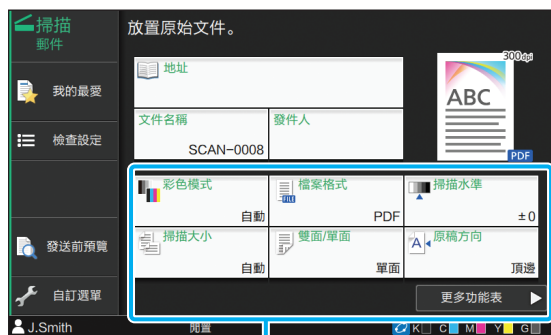 掃描
郵件
放置原始文件。
300dpi
地址
ABC
我的最愛
文件名稱
發件人
SCAN-0008
檢查設定
PDF
彩色模式
檔案格式
掃描水準
FILE
自動
PDF
±0
掃描大小
雙面/單面
原稿方向
A
發送前預覽
自動
單面
頂邊
自訂選單
更多功能表
J.Smith
閒置
K
C
M
Y
G